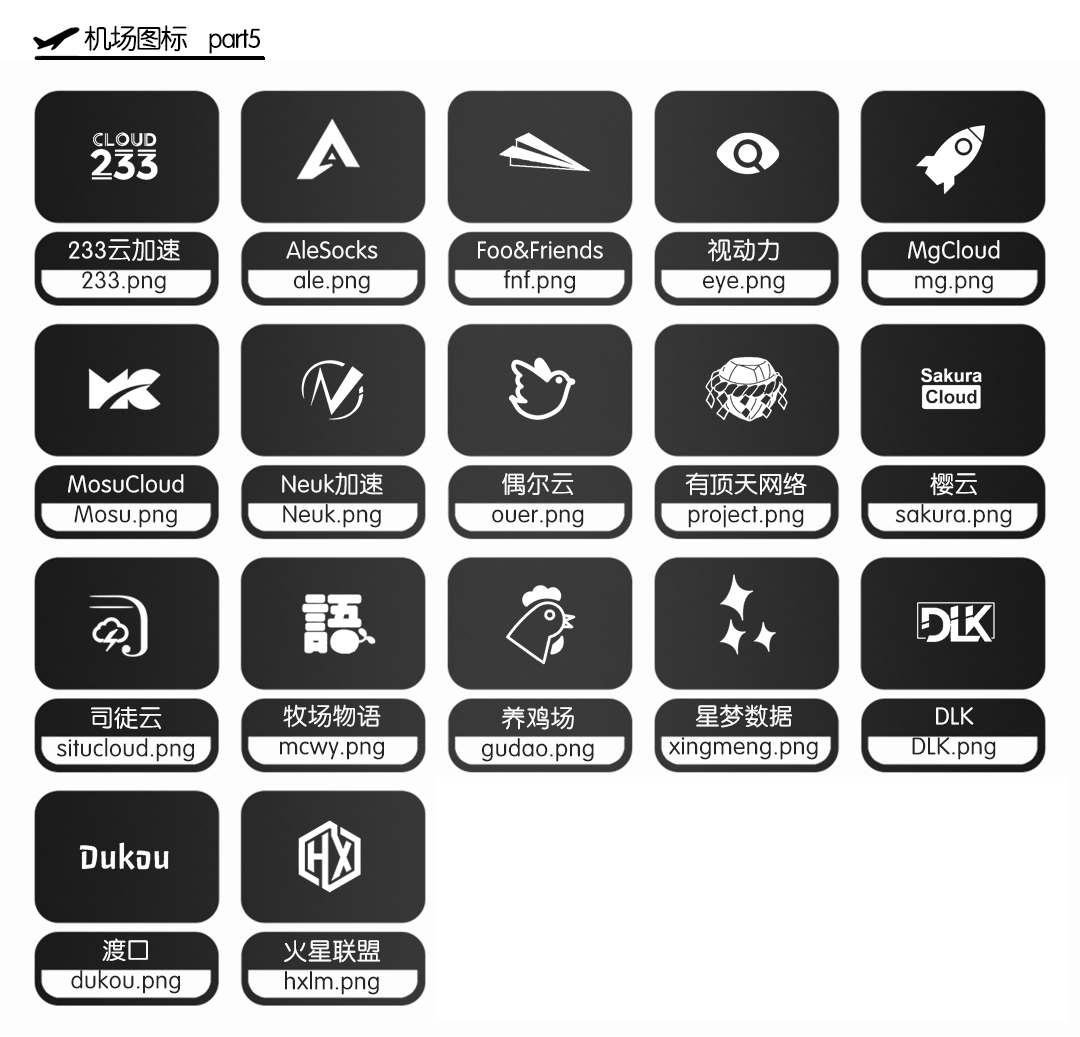 机场图标 part5
CLOUD
233
233云加速
233.png
AleSocks
ale.png
Foo&Friends
fnf.png
视动力
eye.png
MgCloud
mg.png
MosuCloud
Mosu.png
Neuk加速
Neuk.png
偶尔云
ouer.png
有顶天网络
project.png
Sakura
Cloud
樱云
sakura.png
司徒云
situcloud.png
語
牧场物语
mcwy.png
养鸡场
gudao.png
星梦数据
xingmeng.png
DLK
DLK
DLK.png
Dukou
渡口
dukou.png
HX
火星联盟
hxlm.png